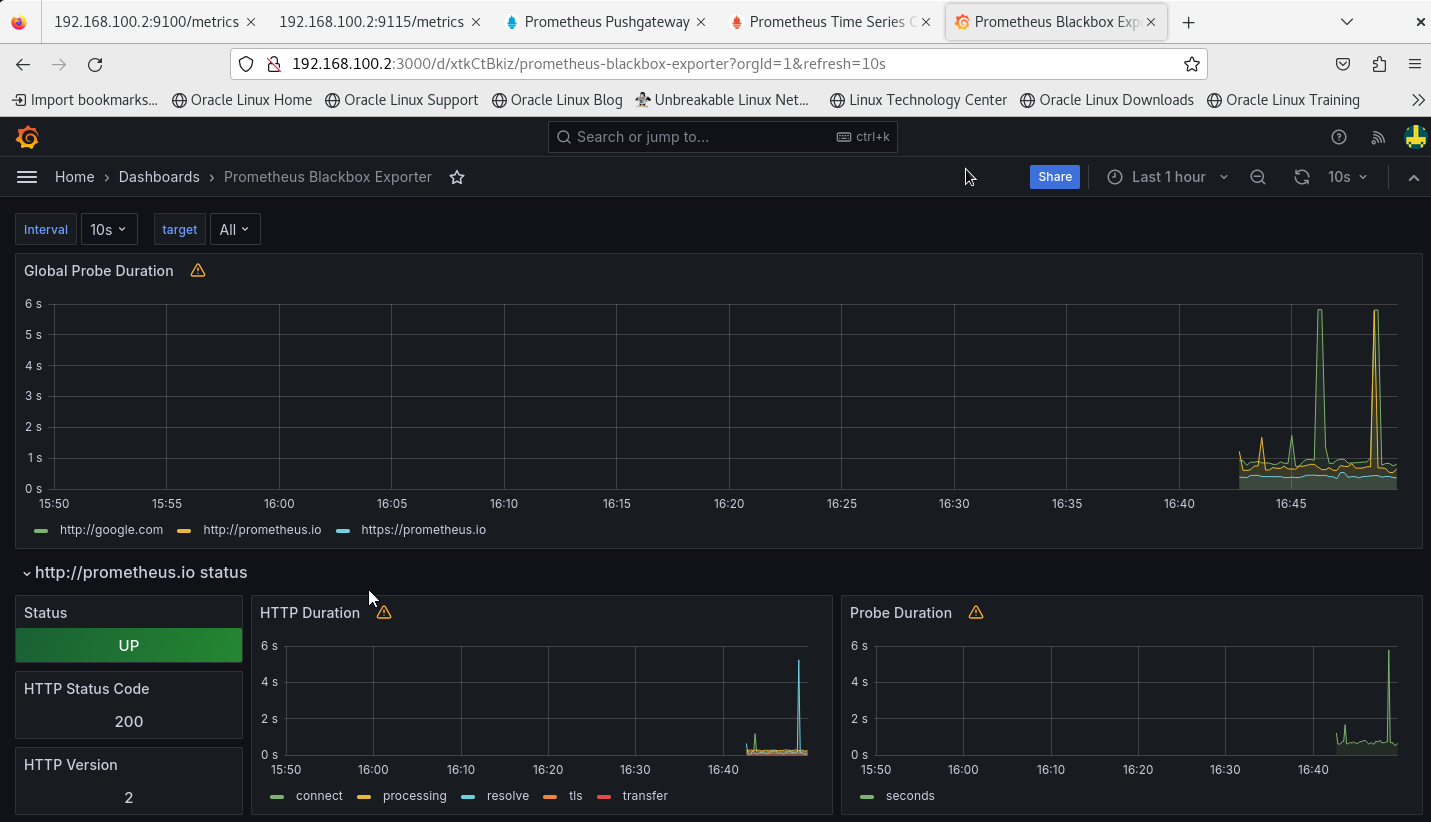 192.168.100.2:9100/metrics 192.168.100.2:9115/metrics Prometheus Pushgateway Prometheus Time Series C Prometheus Blackbox Exp
192.168.100.2:3000/d/xtkCtBkiz/prometheus-blackbox-exporter?orgId=1&refresh=10s
Import bookmarks... Oracle Linux Home Oracle Linux Support Oracle Linux Blog Unbreakable Linux Net... Linux Technology Center Oracle Linux Downloads Oracle Linux Training
Search or jump to... ctrl+k
Home › Dashboards › Prometheus Blackbox Exporter Share Last 1 hour 10s
Interval 10s target All
Global Probe Duration
6 s
5 s
4 s
3 s
2 s
1 s
0 s
15:50 15:55 16:00 16:05 16:10 16:15 16:20 16:25 16:30 16:35 16:40 16:45
http://google.com http://prometheus.io https://prometheus.io
http://prometheus.io status
Status
UP
HTTP Status Code
200
HTTP Version
2
HTTP Duration
6 s
4 s
2 s
0 s
15:50 16:00 16:10 16:20 16:30 16:40
connect processing resolve tls transfer
Probe Duration
6 s
4 s
2 s
0 s
15:50 16:00 16:10 16:20 16:30 16:40
seconds